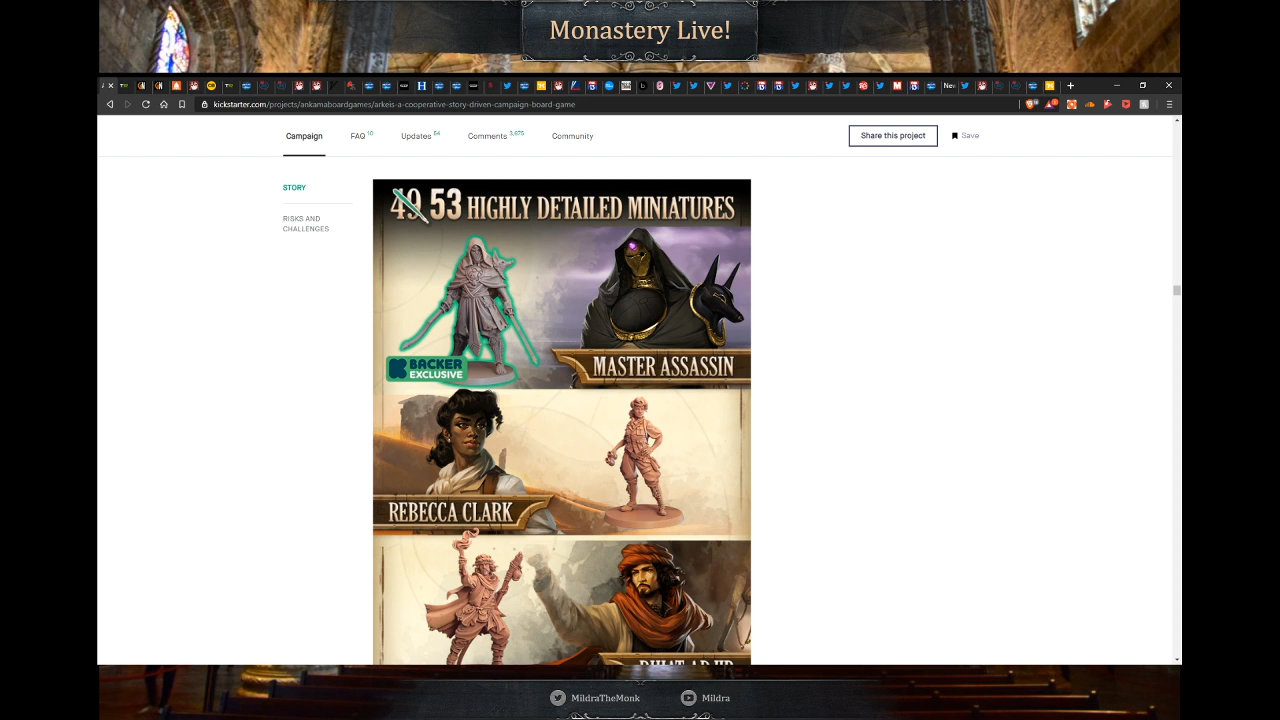 Monastery Live!
kickstarter.com/projects/ankamaboardgames/arkeis-a-cooperative-story-driven-campaign-board-game
Campaign FAQ 10 Updates 54 Comments 3,675 Community Share this project Save
STORY
RISKS AND
CHALLENGES
49 53 HIGHLY DETAILED MINIATURES
BACKER
EXCLUSIVE
MASTER ASSASSIN
REBECCA CLARK
MildraTheMonk Mildra